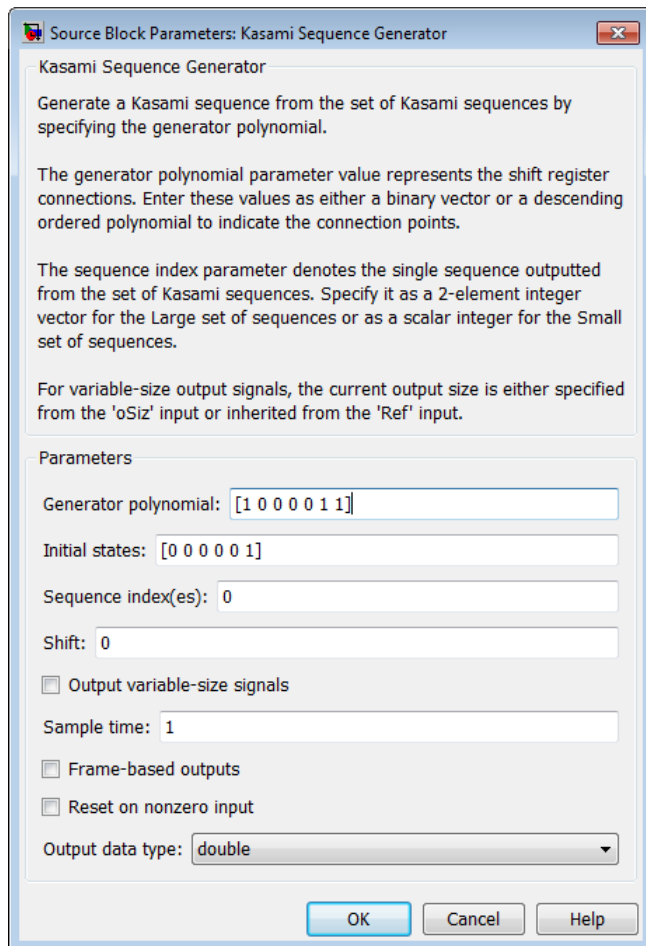 Source Block Parameters: Kasami Sequence Generator
Kasami Sequence Generator
Generate a Kasami sequence from the set of Kasami sequences by
specifying the generator polynomial.
The generator polynomial parameter value represents the shift register
connections. Enter these values as either a binary vector or a descending
ordered polynomial to indicate the connection points.
The sequence index parameter denotes the single sequence outputted
from the set of Kasami sequences. Specify it as a 2-element integer
vector for the Large set of sequences or as a scalar integer for the Small
set of sequences.
For variable-size output signals, the current output size is either specified
from the 'oSiz' input or inherited from the 'Ref' input.
Parameters
Generator polynomial: [1 0 0 0 0 1 1]
Initial states: [0 0 0 0 0 1]
Sequence index(es): 0
Shift: 0
Output variable-size signals
Sample time: 1
Frame-based outputs
Reset on nonzero input
Output data type: double
OK Cancel Help